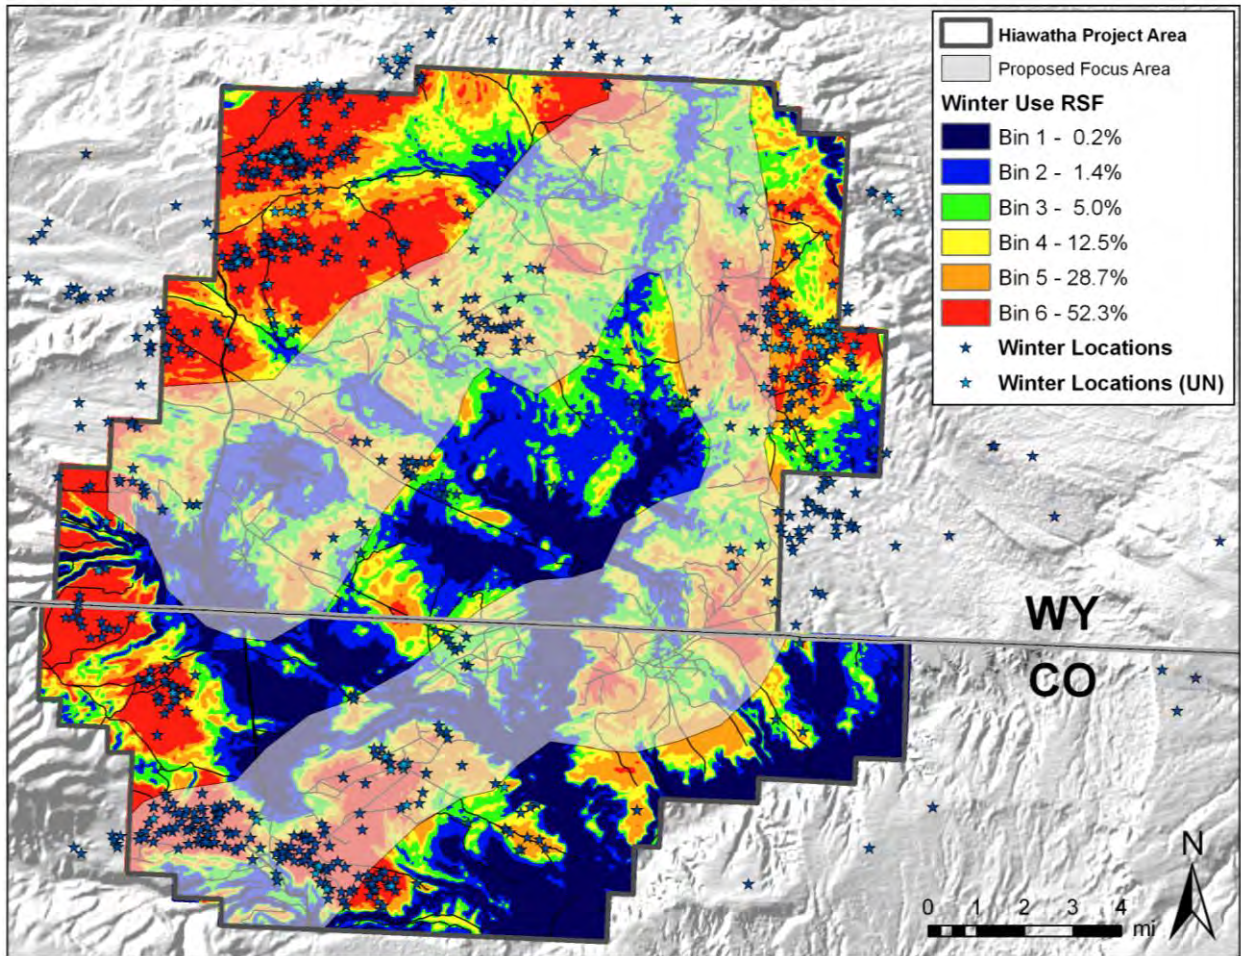 Hiawatha Project Area
Proposed Focus Area
Winter Use RSF
Bin 1 - 0.2%
Bin 2 - 1.4%
Bin 3 - 5.0%
Bin 4 - 12.5%
Bin 5 - 28.7%
Bin 6 - 52.3%
Winter Locations
Winter Locations (UN)
WY
CO
N
0 1 2 3 4
mi